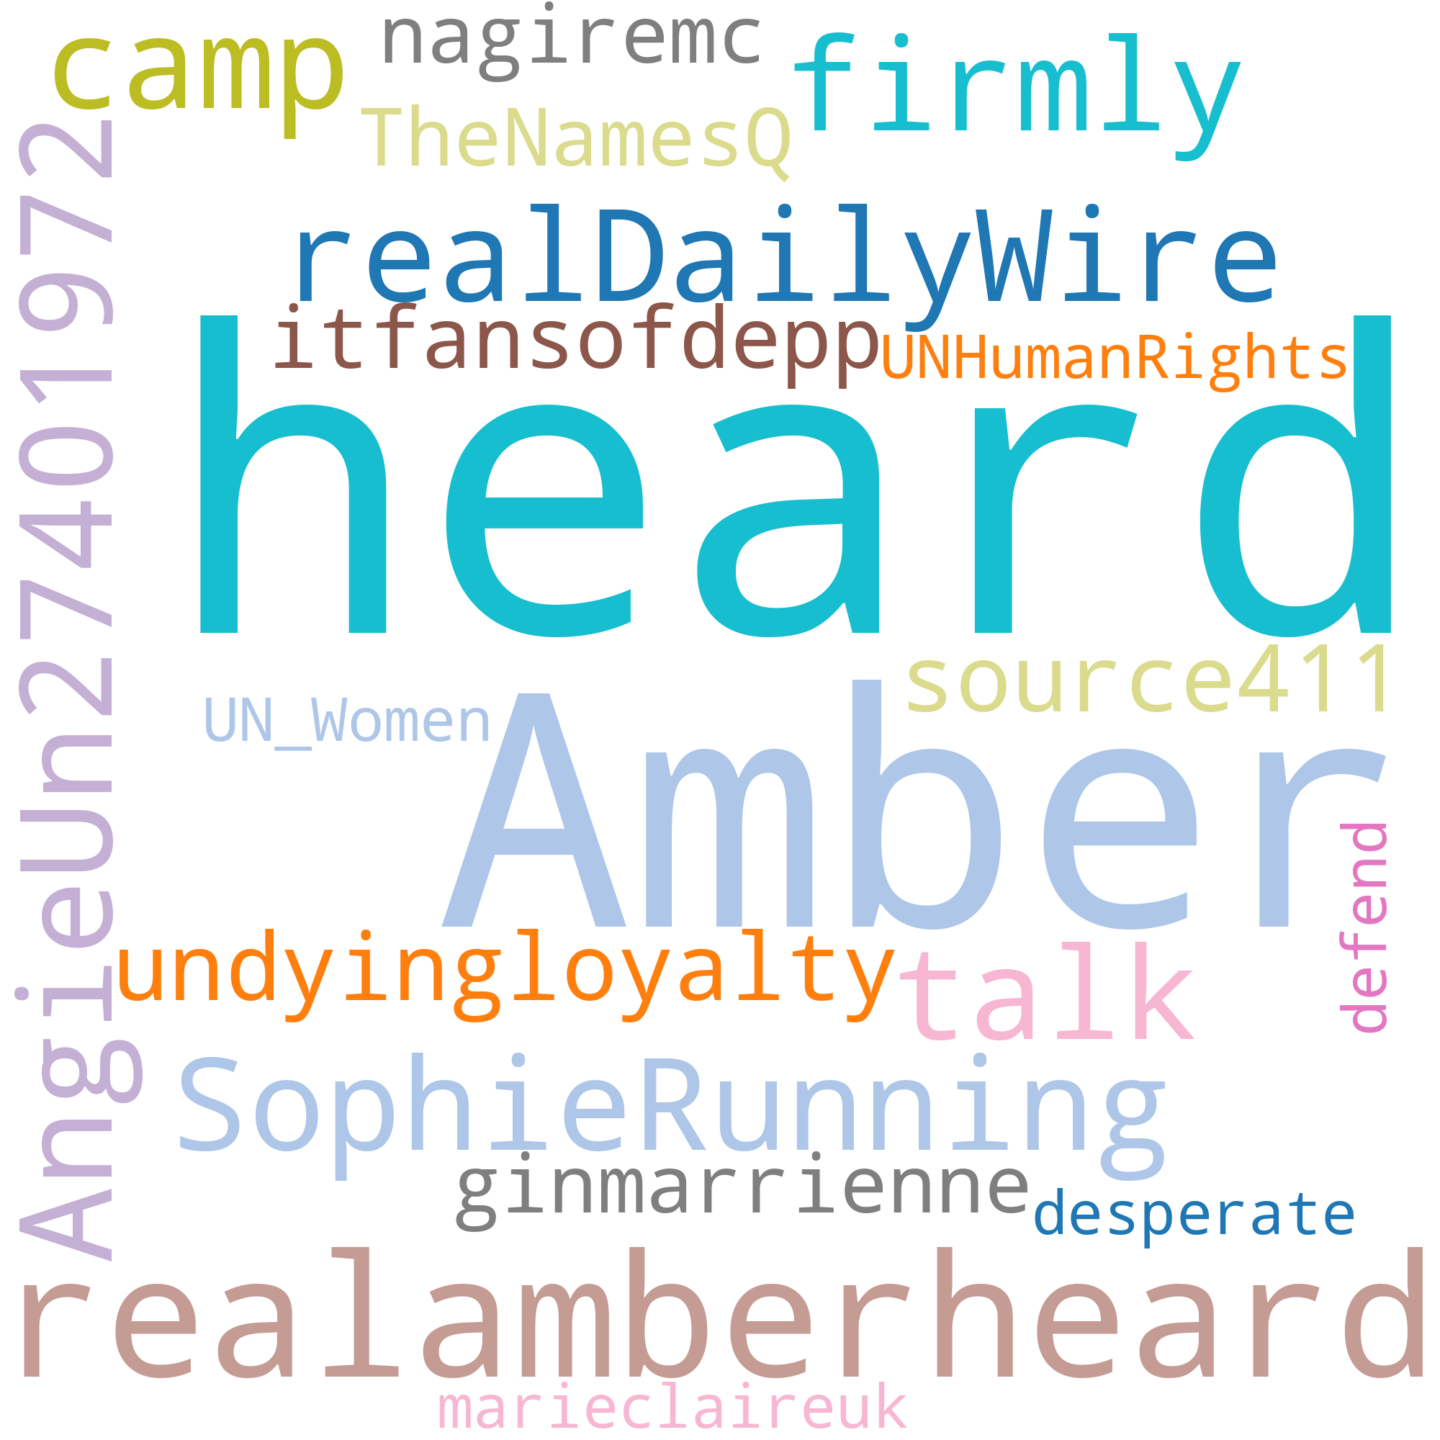 camp
nagiremc
firmly
TheNamesQ
AngieUn27401972
realDailyWire
itfansofdepp
UNHumanRights
heard
source411
UN_Women
Amber
defend
undyingloyalty
talk
SophieRunning
ginmarrienne
desperate
realamberheard
marieclaireuk